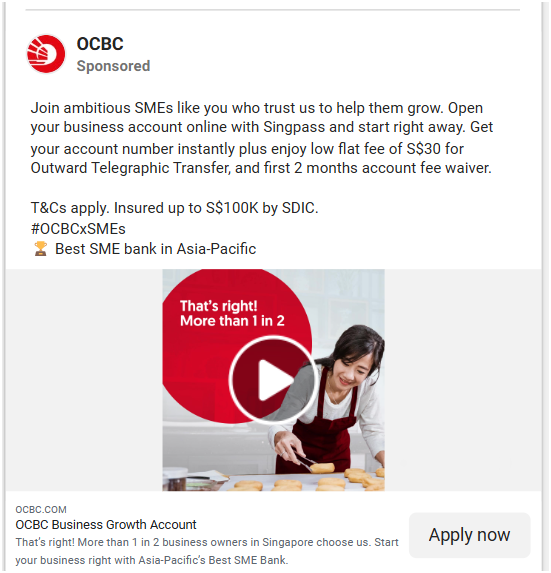 OCBC
Sponsored
Join ambitious SMEs like you who trust us to help them grow. Open
your business account online with Singpass and start right away. Get
your account number instantly plus enjoy low flat fee of S$30 for
Outward Telegraphic Transfer, and first 2 months account fee waiver.
T&Cs apply. Insured up to S$100K by SDIC.
#OCBCxSMEs
🏆 Best SME bank in Asia-Pacific
That's right!
More than 1 in 2
OCBC.COM
OCBC Business Growth Account
That's right! More than 1 in 2 business owners in Singapore choose us. Start
your business right with Asia-Pacific's Best SME Bank.
Apply now